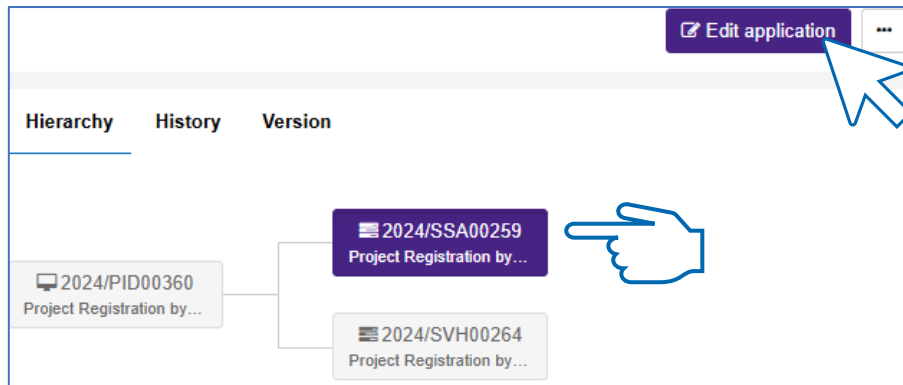 Edit application
Hierarchy History Version
2024/SSA00259
Project Registration by...
2024/PID00360
Project Registration by...
2024/SVH00264
Project Registration by...